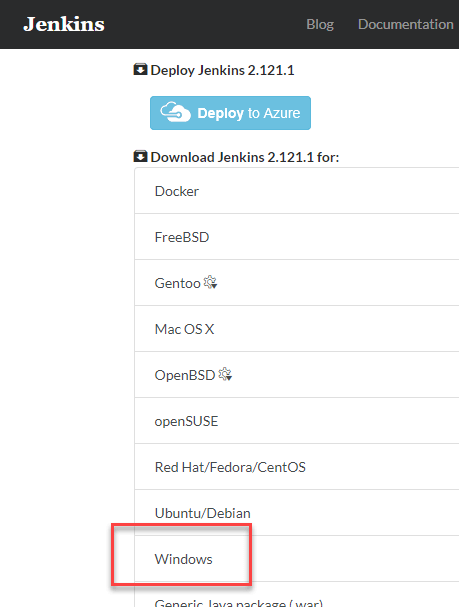 Jenkins Blog Documentation
Deploy Jenkins 2.121.1
Deploy to Azure
Download Jenkins 2.121.1 for:
Docker
FreeBSD
Gentoo
Mac OS X
OpenBSD
openSUSE
Red Hat/Fedora/CentOS
Ubuntu/Debian
Windows
Generic Java package (.war)